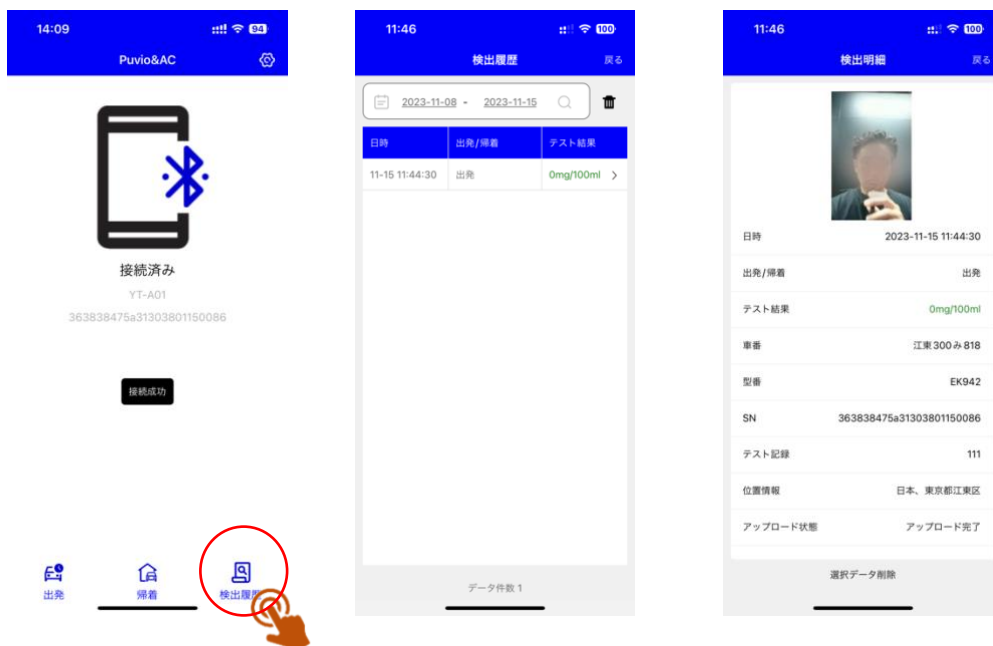 14:09
94
Puvio&AC
接続済み
YT-A01
363838475a31303801150086
接続成功
出発
帰着
検出履歴
11:46
100
検出履歴
戻る
2023-11-08 - 2023-11-15
日時 出発/帰着 テスト結果
11-15 11:44:30 出発 0mg/100ml
データ件数 1
11:46
100
検出明細
戻る
日時 2023-11-15 11:44:30
出発/帰着 出発
テスト結果 0mg/100ml
車番 江東300み818
型番 EK942
SN 363838475a31303801150086
テスト記録 111
位置情報 日本、東京都江東区
アップロード状態 アップロード完了
選択データ削除